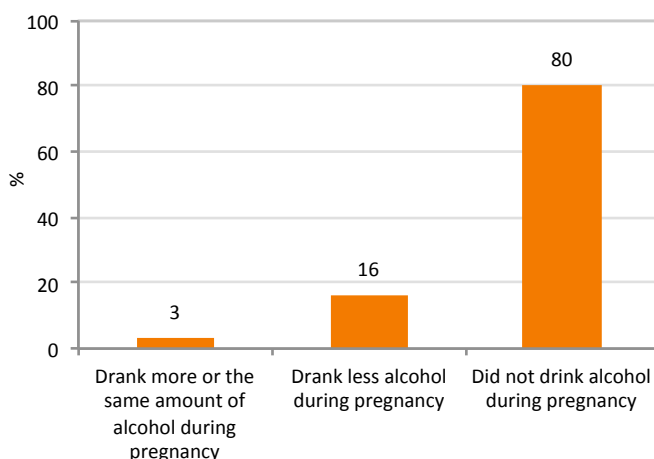 100
80
60
40
20
0
%
3
16
80
Drank more or the
same amount of
alcohol during
pregnancy
Drank less alcohol
during pregnancy
Did not drink alcohol
during pregnancy